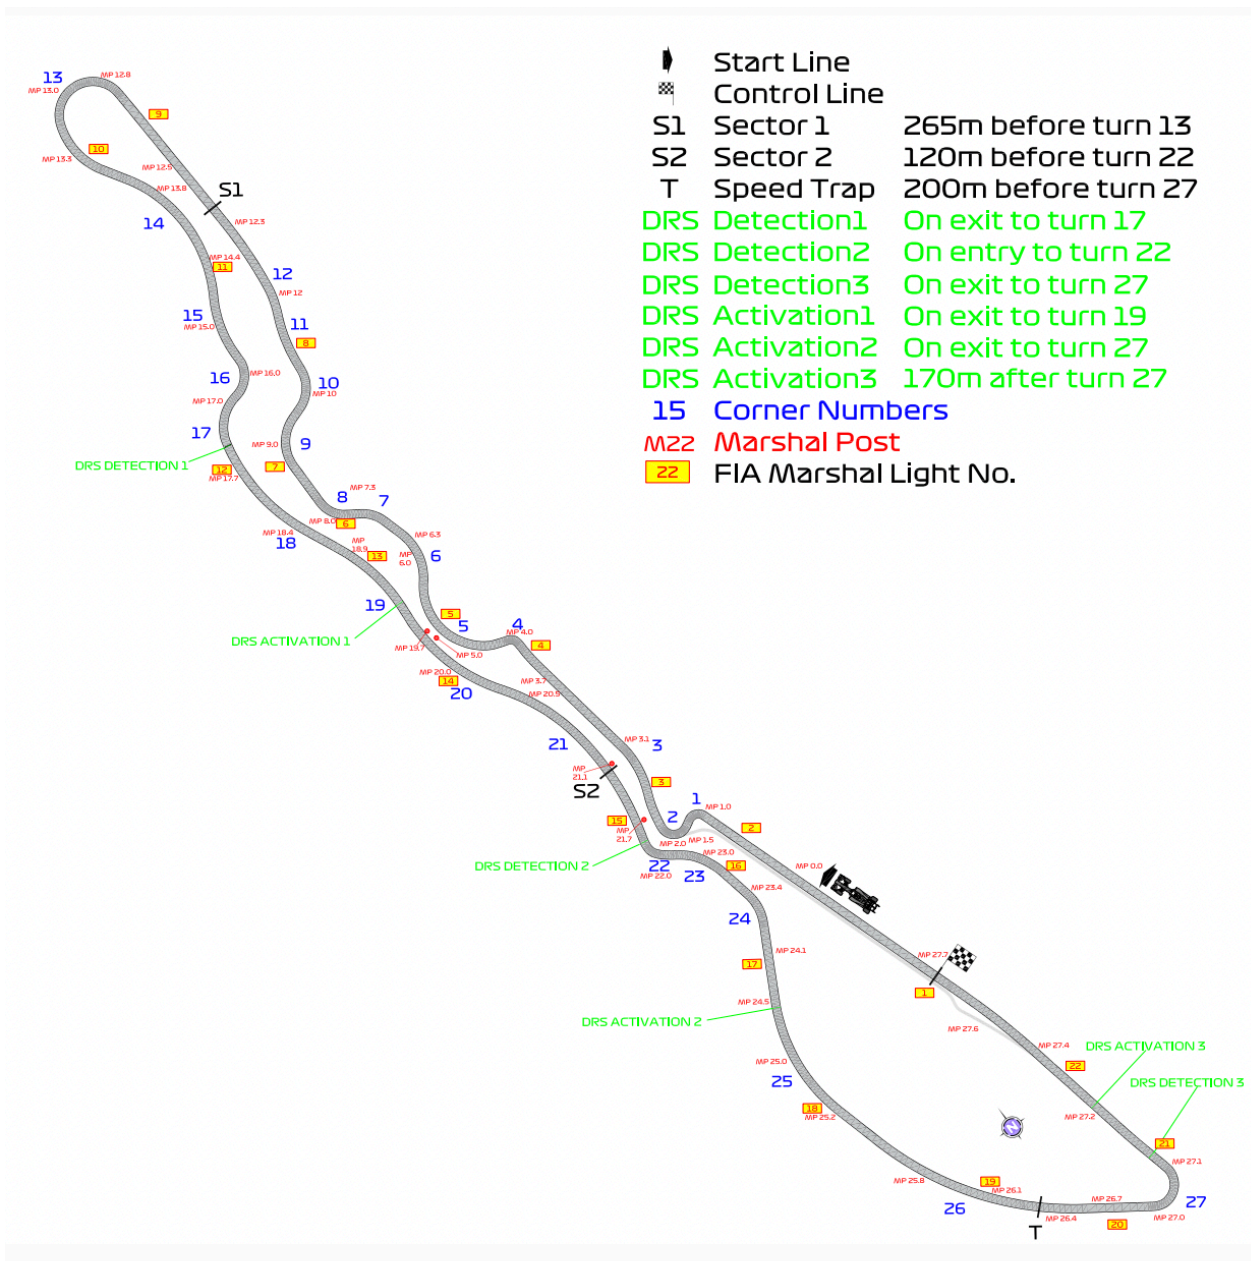 Start Line
Control Line
S1 Sector 1 265m before turn 13
S2 Sector 2 120m before turn 22
T Speed Trap 200m before turn 27
DRS Detection1 On exit to turn 17
DRS Detection2 On entry to turn 22
DRS Detection3 On exit to turn 27
DRS Activation1 On exit to turn 19
DRS Activation2 On exit to turn 27
DRS Activation3 170m after turn 27
15 Corner Numbers
M22 Marshal Post
22 FIA Marshal Light No.
13
MP 12.8
MP 13.0
9
10
MP 13.3
MP 12.5
MP 13.8
S1
14
MP 12.3
MP 14.4
11
12
MP 12
15
MP 15.0
11
8
16
MP 16.0
10
MP 10
MP 17.0
17
MP 9.0
9
DRS DETECTION 1
12
MP 17.7
7
8
MP 7.3
7
MP 8.0
6
MP 18.4
18
MP
18.9
13
MP 6.3
MP
6.0
6
19
5
5
4
MP 4.0
4
DRS ACTIVATION 1
MP 19.7
MP 5.0
MP 20.0
14
20
MP 3.7
MP 20.9
21
MP 3.1
3
MP
21.1
S2
3
1
MP 1.0
15
MP
21.7
2
2
MP 2.0
MP 1.5
DRS DETECTION 2
22
MP 22.0
23
MP 23.0
16
MP 0.0
MP 23.4
24
MP 24.1
17
MP 27.7
1
MP 24.5
DRS ACTIVATION 2
MP 27.6
MP 25.0
25
MP 27.4
22
DRS ACTIVATION 3
DRS DETECTION 3
18
MP 25.2
MP 27.2
N
21
MP 27.1
MP 25.8
19
MP 26.1
26
MP 26.7
27
T
MP 26.4
20
MP 27.0